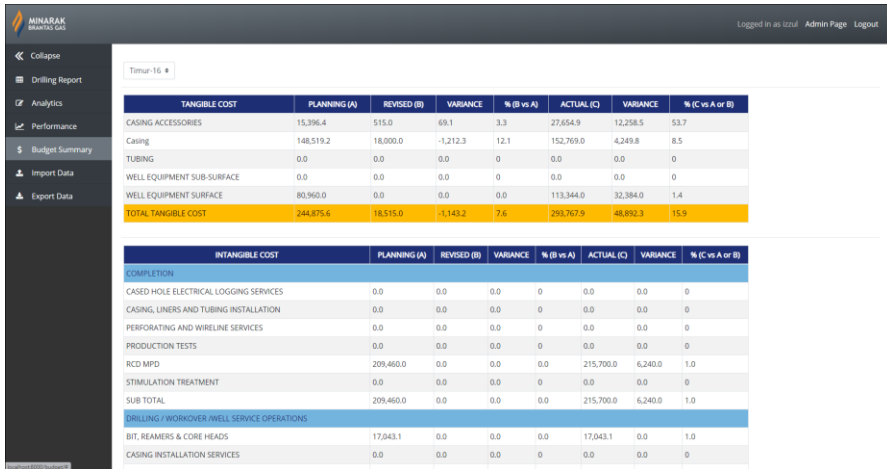 MINARAK
BRANTAS GAS
Logged in as izzul Admin Page Logout
Collapse
Drilling Report
Analytics
Performance
$ Budget Summary
Import Data
Export Data
Timur-16
TANGIBLE COST PLANNING (A) REVISED (B) VARIANCE % (B vs A) ACTUAL (C) VARIANCE % (C vs A or B)
CASING ACCESSORIES 15,396.4 515.0 69.1 3.3 27,654.9 12,258.5 53.7
Casing 148,519.2 18,000.0 -1,212.3 12.1 152,769.0 4,249.8 8.5
TUBING 0.0 0.0 0.0 0 0.0 0.0 0
WELL EQUIPMENT SUB-SURFACE 0.0 0.0 0.0 0 0.0 0.0 0
WELL EQUIPMENT SURFACE 80,960.0 0.0 0.0 0.0 113,344.0 32,384.0 1.4
TOTAL TANGIBLE COST 244,875.6 18,515.0 -1,143.2 7.6 293,767.9 48,892.3 15.9
INTANGIBLE COST PLANNING (A) REVISED (B) VARIANCE % (B vs A) ACTUAL (C) VARIANCE % (C vs A or B)
COMPLETION
CASED HOLE ELECTRICAL LOGGING SERVICES 0.0 0.0 0.0 0 0.0 0.0 0
CASING, LINERS AND TUBING INSTALLATION 0.0 0.0 0.0 0 0.0 0.0 0
PERFORATING AND WIRELINE SERVICES 0.0 0.0 0.0 0 0.0 0.0 0
PRODUCTION TESTS 0.0 0.0 0.0 0 0.0 0.0 0
RCD MPD 209,460.0 0.0 0.0 0.0 215,700.0 6,240.0 1.0
STIMULATION TREATMENT 0.0 0.0 0.0 0 0.0 0.0 0
SUB TOTAL 209,460.0 0.0 0.0 0.0 215,700.0 6,240.0 1.0
DRILLING / WORKOVER /WELL SERVICE OPERATIONS
BIT, REAMERS & CORE HEADS 17,043.1 0.0 0.0 0.0 17,043.1 0.0 1.0
CASING INSTALLATION SERVICES 0.0 0.0 0.0 0 0.0 0.0 0